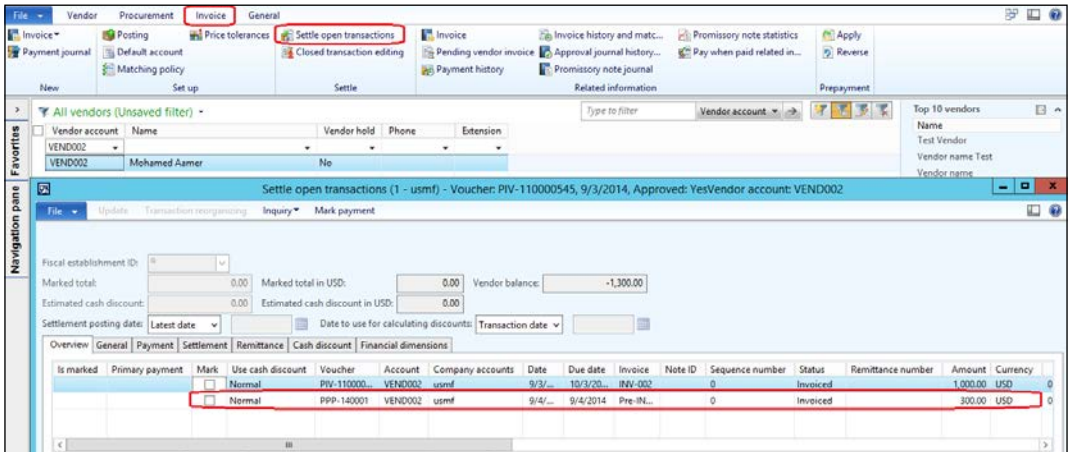 File Vendor Procurement Invoice General
Invoice Posting Price tolerances Settle open transactions Invoice Invoice history and matc... Promissory note statistics Apply
Payment journal Default account Closed transaction editing Pending vendor invoice Approval journal history... Pay when paid related in... Reverse
Matching policy Payment history Promissory note journal
New Set up Settle Related information Prepayment
All vendors (Unsaved filter) Type to filter Vendor account Top 10 vendors
Vendor account Name Vendor hold Phone Extension Name
VEND002 Test Vendor
VEND002 Mohamed Aamer No Vendor name Test
Vendor name
Favorites
Navigation pane
Settle open transactions (1 - usmf) - Voucher: PIV-110000545, 9/3/2014, Approved: YesVendor account: VEND002
File Update Transaction reorganizing Inquiry Mark payment
Fiscal establishment ID:
Marked total: 0.00 Marked total in USD: 0.00 Vendor balance: -1,300.00
Estimated cash discount: 0.00 Estimated cash discount in USD: 0.00
Settlement posting date: Latest date Date to use for calculating discounts: Transaction date
Overview General Payment Settlement Remittance Cash discount Financial dimensions
Is marked Primary payment Mark Use cash discount Voucher Account Company accounts Date Due date Invoice Note ID Sequence number Status Remittance number Amount Currency
Normal PIV-110000... VEND002 usmf 9/3/... 10/3/20... INV-002 0 Invoiced 1,000.00 USD 0
Normal PPP-140001 VEND002 usmf 9/4/... 9/4/2014 Pre-IN... 0 Invoiced 300.00 USD 0